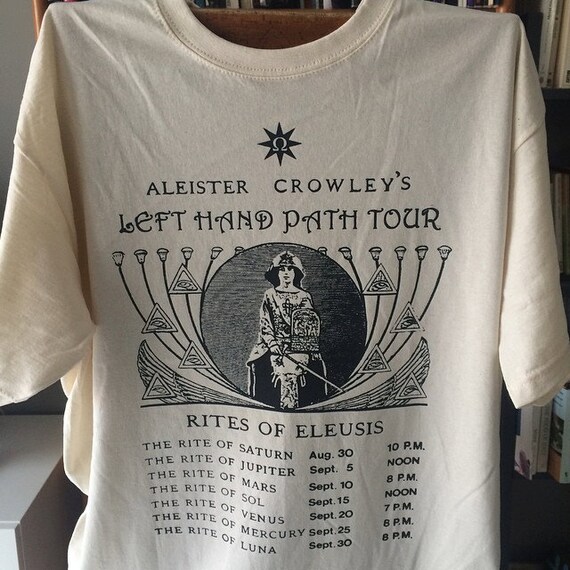 Ω
ALEISTER CROWLEY'S
LEFT HAND PATH TOUR
RITES OF ELEUSIS
THE RITE OF SATURN Aug. 30 10 P.M.
THE RITE OF JUPITER Sept. 5 NOON
THE RITE OF MARS Sept. 10 8 P.M.
THE RITE OF SOL Sept. 15 NOON
THE RITE OF VENUS Sept. 20 7 P.M.
THE RITE OF MERCURY Sept. 25 8 P.M.
THE RITE OF LUNA Sept. 30 8 P.M.